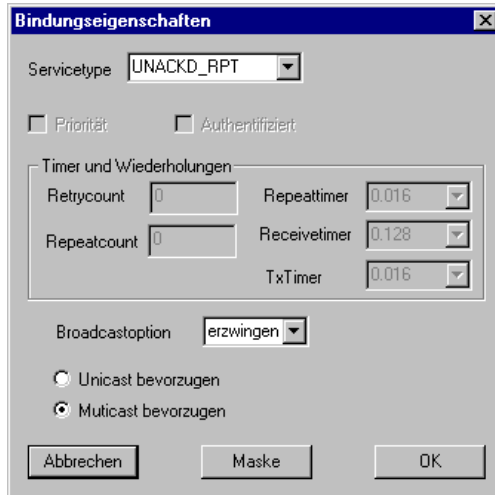 Bindungseigenschaften
Servicetype UNACKD_RPT
Priorität Authentifiziert
Timer und Wiederholungen
Retrycount 0 Repeattimer 0.016
Repeatcount 0 Receivetimer 0.128
TxTimer 0.016
Broadcastoption erzwingen
Unicast bevorzugen
Muticast bevorzugen
Abbrechen Maske OK